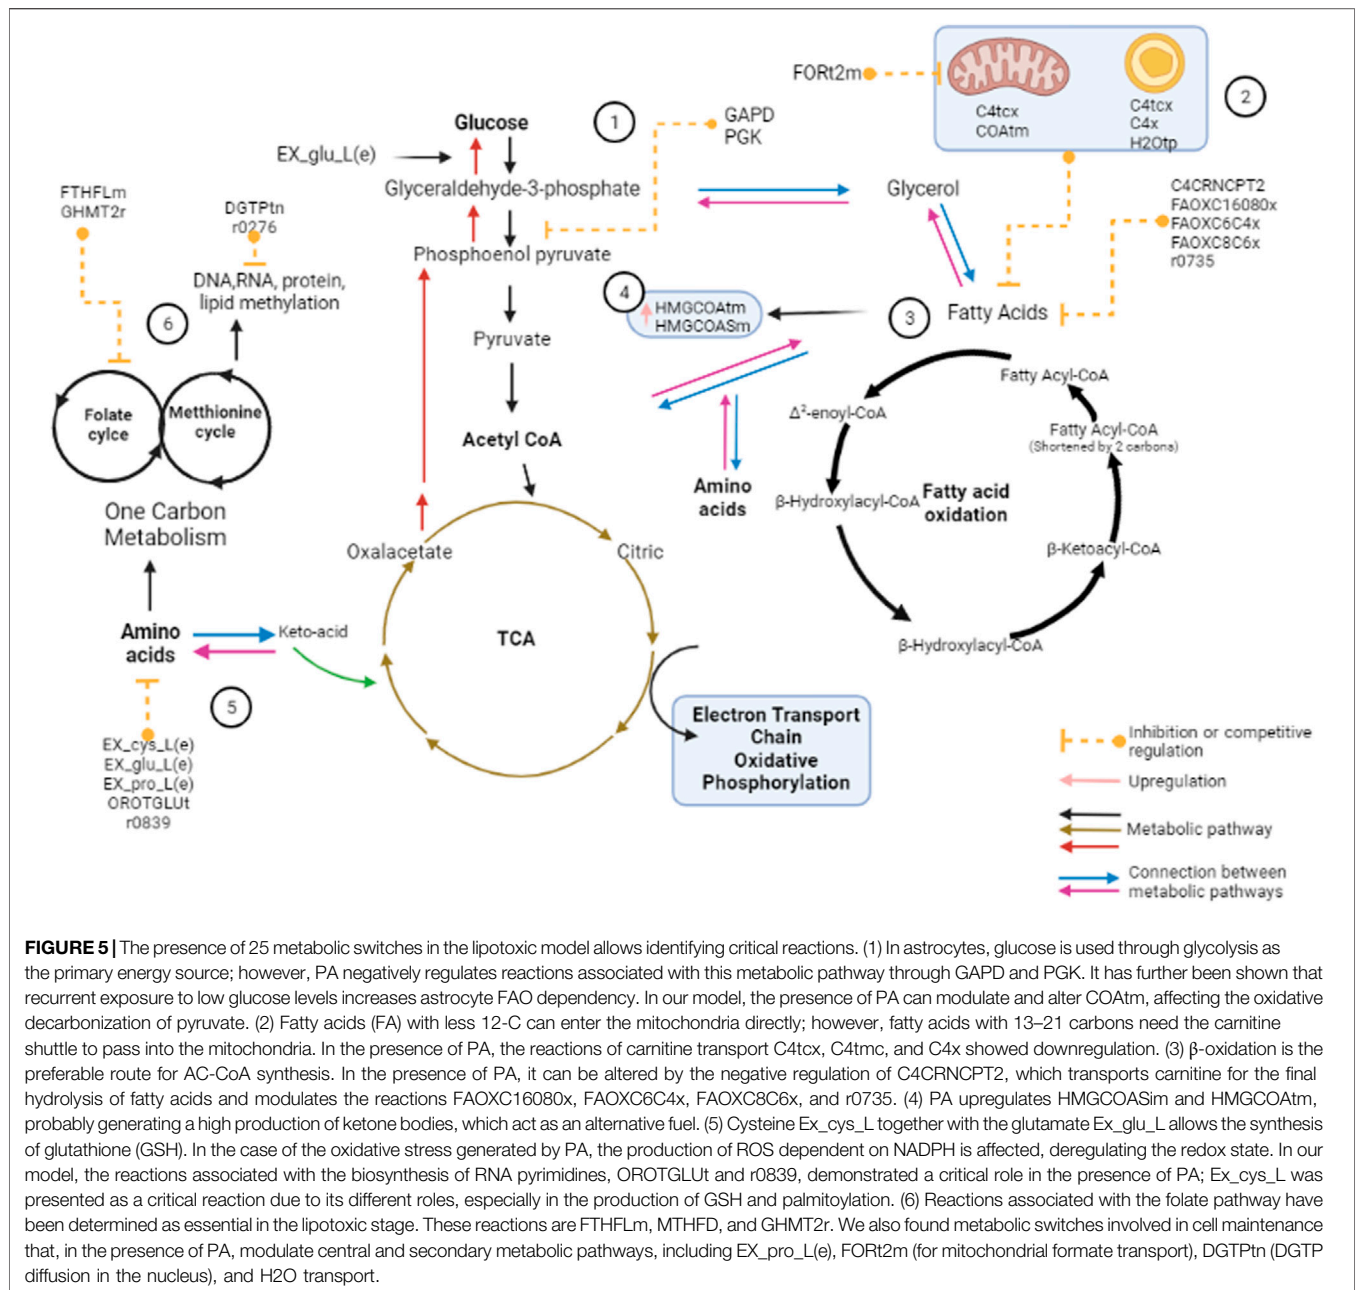 Glucose
1
GAPD
PGK
FORt2m
C4tcx
COAtm
C4tcx
C4x
H2Otp
2
EX_glu_L(e)
Glyceraldehyde-3-phosphate
Glycerol
C4CRNCPT2
FAOXC16080x
FAOXC6C4x
FAOXC8C6x
r0735
FTHFLm
GHMT2r
DGTPtn
r0276
Phosphoenol pyruvate
DNA,RNA, protein,
lipid methylation
4
HMGCOAtm
HMGCOASm
3
Fatty Acids
6
Pyruvate
Fatty Acyl-CoA
Folate
cylce
Metthionine
cycle
Δ²-enoyl-CoA
Fatty Acyl-CoA
(Shortened by 2 carbona)
Acetyl CoA
Amino
acids
β-Hydroxylacyl-CoA
Fatty acid
oxidation
One Carbon
Metabolism
Oxalacetate
Citric
β-Ketoacyl-CoA
Amino
acids
Keto-acid
TCA
β-Hydroxylacyl-CoA
5
EX_cys_L(e)
EX_glu_L(e)
EX_pro_L(e)
OROTGLUt
r0839
Electron Transport
Chain
Oxidative
Phosphorylation
Inhibition or competitive
regulation
Upregulation
Metabolic pathway
Connection between
metabolic pathways
FIGURE 5 | The presence of 25 metabolic switches in the lipotoxic model allows identifying critical reactions. (1) In astrocytes, glucose is used through glycolysis as
the primary energy source; however, PA negatively regulates reactions associated with this metabolic pathway through GAPD and PGK. It has further been shown that
recurrent exposure to low glucose levels increases astrocyte FAO dependency. In our model, the presence of PA can modulate and alter COAtm, affecting the oxidative
decarbonization of pyruvate. (2) Fatty acids (FA) with less 12-C can enter the mitochondria directly; however, fatty acids with 13–21 carbons need the carnitine
shuttle to pass into the mitochondria. In the presence of PA, the reactions of carnitine transport C4tcx, C4tmc, and C4x showed downregulation. (3) β-oxidation is the
preferable route for AC-CoA synthesis. In the presence of PA, it can be altered by the negative regulation of C4CRNCPT2, which transports carnitine for the final
hydrolysis of fatty acids and modulates the reactions FAOXC16080x, FAOXC6C4x, FAOXC8C6x, and r0735. (4) PA upregulates HMGCOASim and HMGCOAtm,
probably generating a high production of ketone bodies, which act as an alternative fuel. (5) Cysteine Ex_cys_L together with the glutamate Ex_glu_L allows the synthesis
of glutathione (GSH). In the case of the oxidative stress generated by PA, the production of ROS dependent on NADPH is affected, deregulating the redox state. In our
model, the reactions associated with the biosynthesis of RNA pyrimidines, OROTGLUt and r0839, demonstrated a critical role in the presence of PA; Ex_cys_L was
presented as a critical reaction due to its different roles, especially in the production of GSH and palmitoylation. (6) Reactions associated with the folate pathway have
been determined as essential in the lipotoxic stage. These reactions are FTHFLm, MTHFD, and GHMT2r. We also found metabolic switches involved in cell maintenance
that, in the presence of PA, modulate central and secondary metabolic pathways, including EX_pro_L(e), FORt2m (for mitochondrial formate transport), DGTPtn (DGTP
diffusion in the nucleus), and H2O transport.